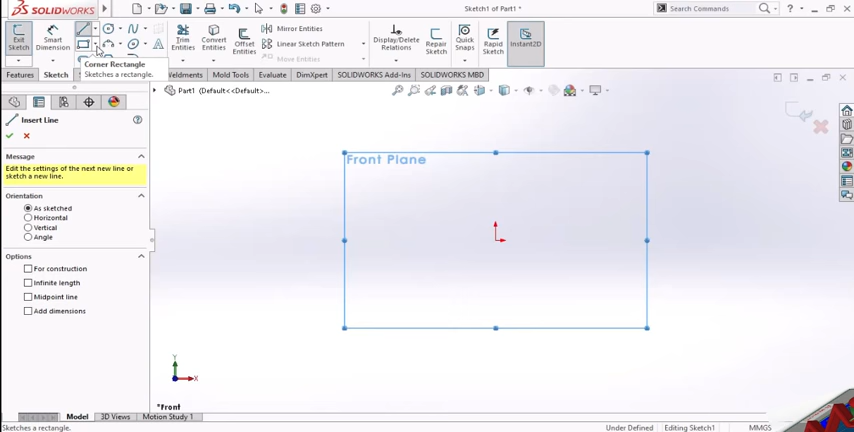 SOLIDWORKS
Sketch1 of Part1 *
Search Commands
?
Exit
Sketch
Smart
Dimension
Trim
Entities
Convert
Entities
Offset
Entities
Mirror Entities
Linear Sketch Pattern
Move Entities
Display/Delete
Relations
Repair
Sketch
Quick
Snaps
Rapid
Sketch
Instant2D
Corner Rectangle
Sketches a rectangle.
Features
Sketch
Weldments
Mold Tools
Evaluate
DimXpert
SOLIDWORKS Add-Ins
SOLIDWORKS MBD
Part1 (Default<<Default>...
Insert Line
?
Message
Edit the settings of the next new line or
sketch a new line.
Orientation
As sketched
Horizontal
Vertical
Angle
Options
For construction
Infinite length
Midpoint line
Add dimensions
Front Plane
Y
X
*Front
Model
3D Views
Motion Study 1
Sketches a rectangle.
Under Defined
Editing Sketch1
MMGS